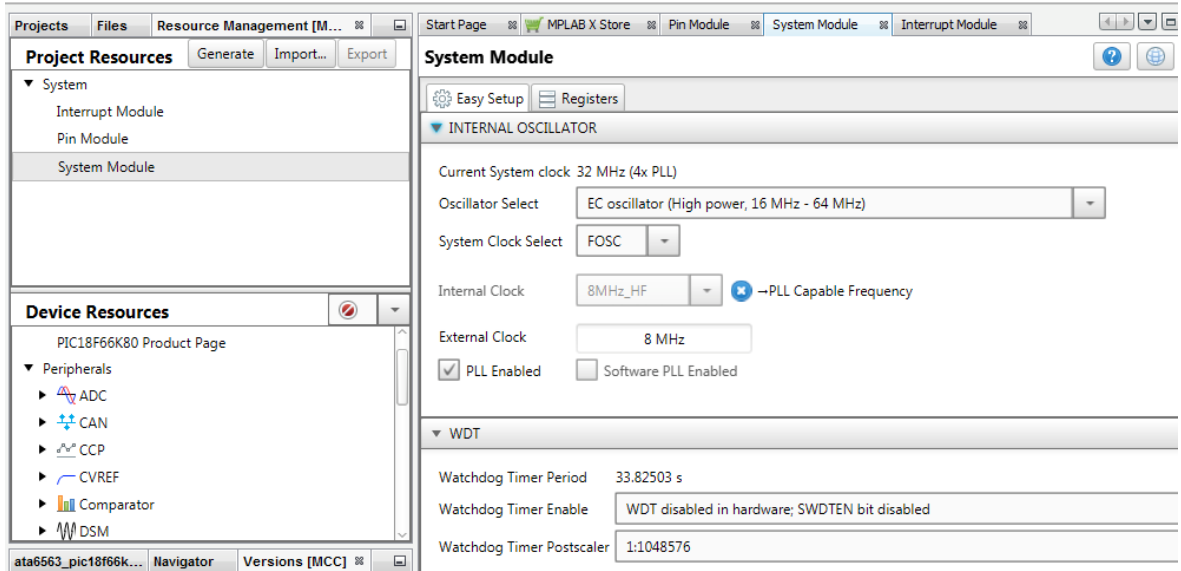 Projects Files Resource Management [M...
Project Resources Generate Import... Export
System
Interrupt Module
Pin Module
System Module
Device Resources
PIC18F66K80 Product Page
Peripherals
ADC
CAN
CCP
CVREF
Comparator
DSM
ata6563_pic18f66k... Navigator Versions [MCC]
Start Page MPLAB X Store Pin Module System Module Interrupt Module
System Module
Easy Setup Registers
INTERNAL OSCILLATOR
Current System clock 32 MHz (4x PLL)
Oscillator Select EC oscillator (High power, 16 MHz - 64 MHz)
System Clock Select FOSC
Internal Clock 8MHz_HF →PLL Capable Frequency
External Clock 8 MHz
PLL Enabled Software PLL Enabled
WDT
Watchdog Timer Period 33.82503 s
Watchdog Timer Enable WDT disabled in hardware; SWDTEN bit disabled
Watchdog Timer Postscaler 1:1048576